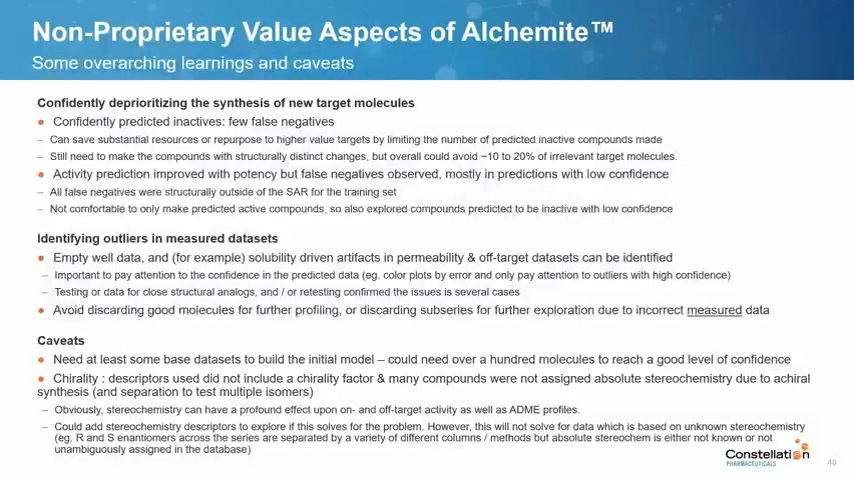 Non-Proprietary Value Aspects of Alchemite™
Some overarching learnings and caveats
Confidently deprioritizing the synthesis of new target molecules
● Confidently predicted inactives: few false negatives
– Can save substantial resources or repurpose to higher value targets by limiting the number of predicted inactive compounds made
– Still need to make the compounds with structurally distinct changes, but overall could avoid ~10 to 20% of irrelevant target molecules.
● Activity prediction improved with potency but false negatives observed, mostly in predictions with low confidence
– All false negatives were structurally outside of the SAR for the training set
– Not comfortable to only make predicted active compounds, so also explored compounds predicted to be inactive with low confidence
Identifying outliers in measured datasets
● Empty well data, and (for example) solubility driven artifacts in permeability & off-target datasets can be identified
– Important to pay attention to the confidence in the predicted data (eg. color plots by error and only pay attention to outliers with high confidence)
– Testing or data for close structural analogs, and / or retesting confirmed the issues is several cases
● Avoid discarding good molecules for further profiling, or discarding subseries for further exploration due to incorrect measured data
Caveats
● Need at least some base datasets to build the initial model – could need over a hundred molecules to reach a good level of confidence
● Chirality : descriptors used did not include a chirality factor & many compounds were not assigned absolute stereochemistry due to achiral
synthesis (and separation to test multiple isomers)
– Obviously, stereochemistry can have a profound effect upon on- and off-target activity as well as ADME profiles.
– Could add stereochemistry descriptors to explore if this solves for the problem. However, this will not solve for data which is based on unknown stereochemistry
(eg. R and S enantiomers across the series are separated by a variety of different columns / methods but absolute stereochem is either not known or not
unambiguously assigned in the database)
Constellation
PHARMACEUTICALS
40